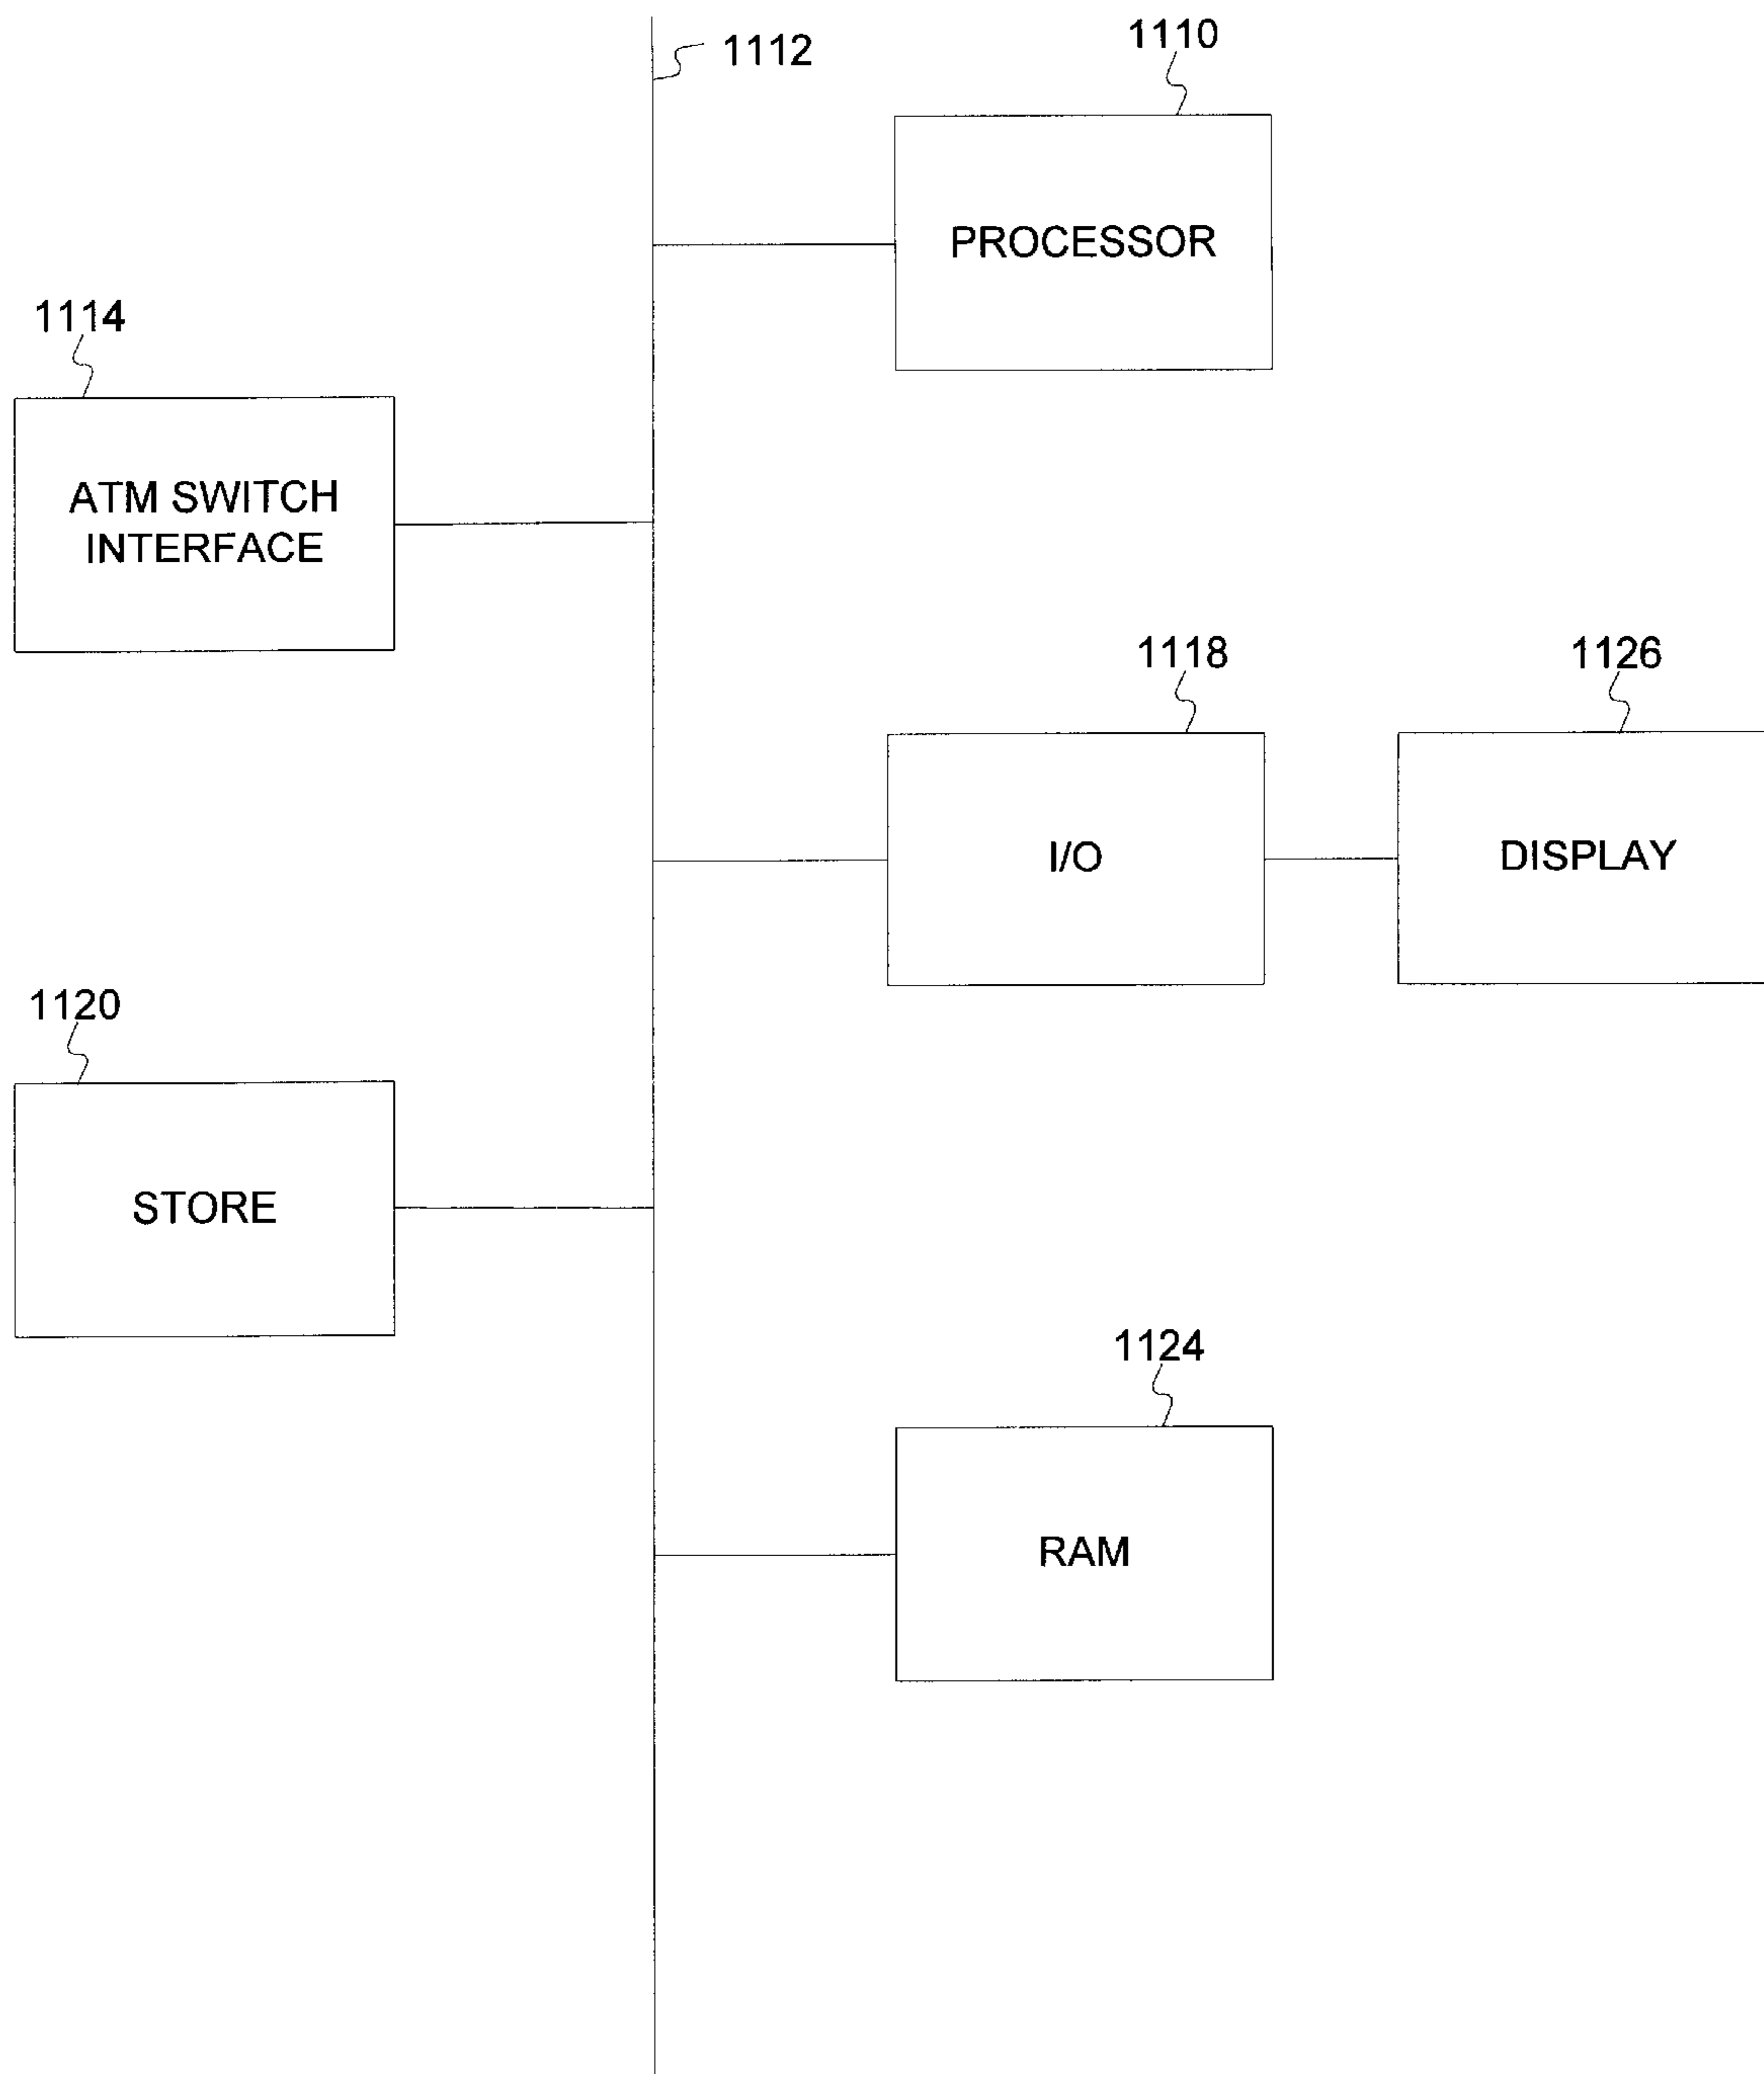 1112
1110
PROCESSOR
1114
ATM SWITCH
INTERFACE
1118
1126
I/O
DISPLAY
1120
STORE
1124
RAM